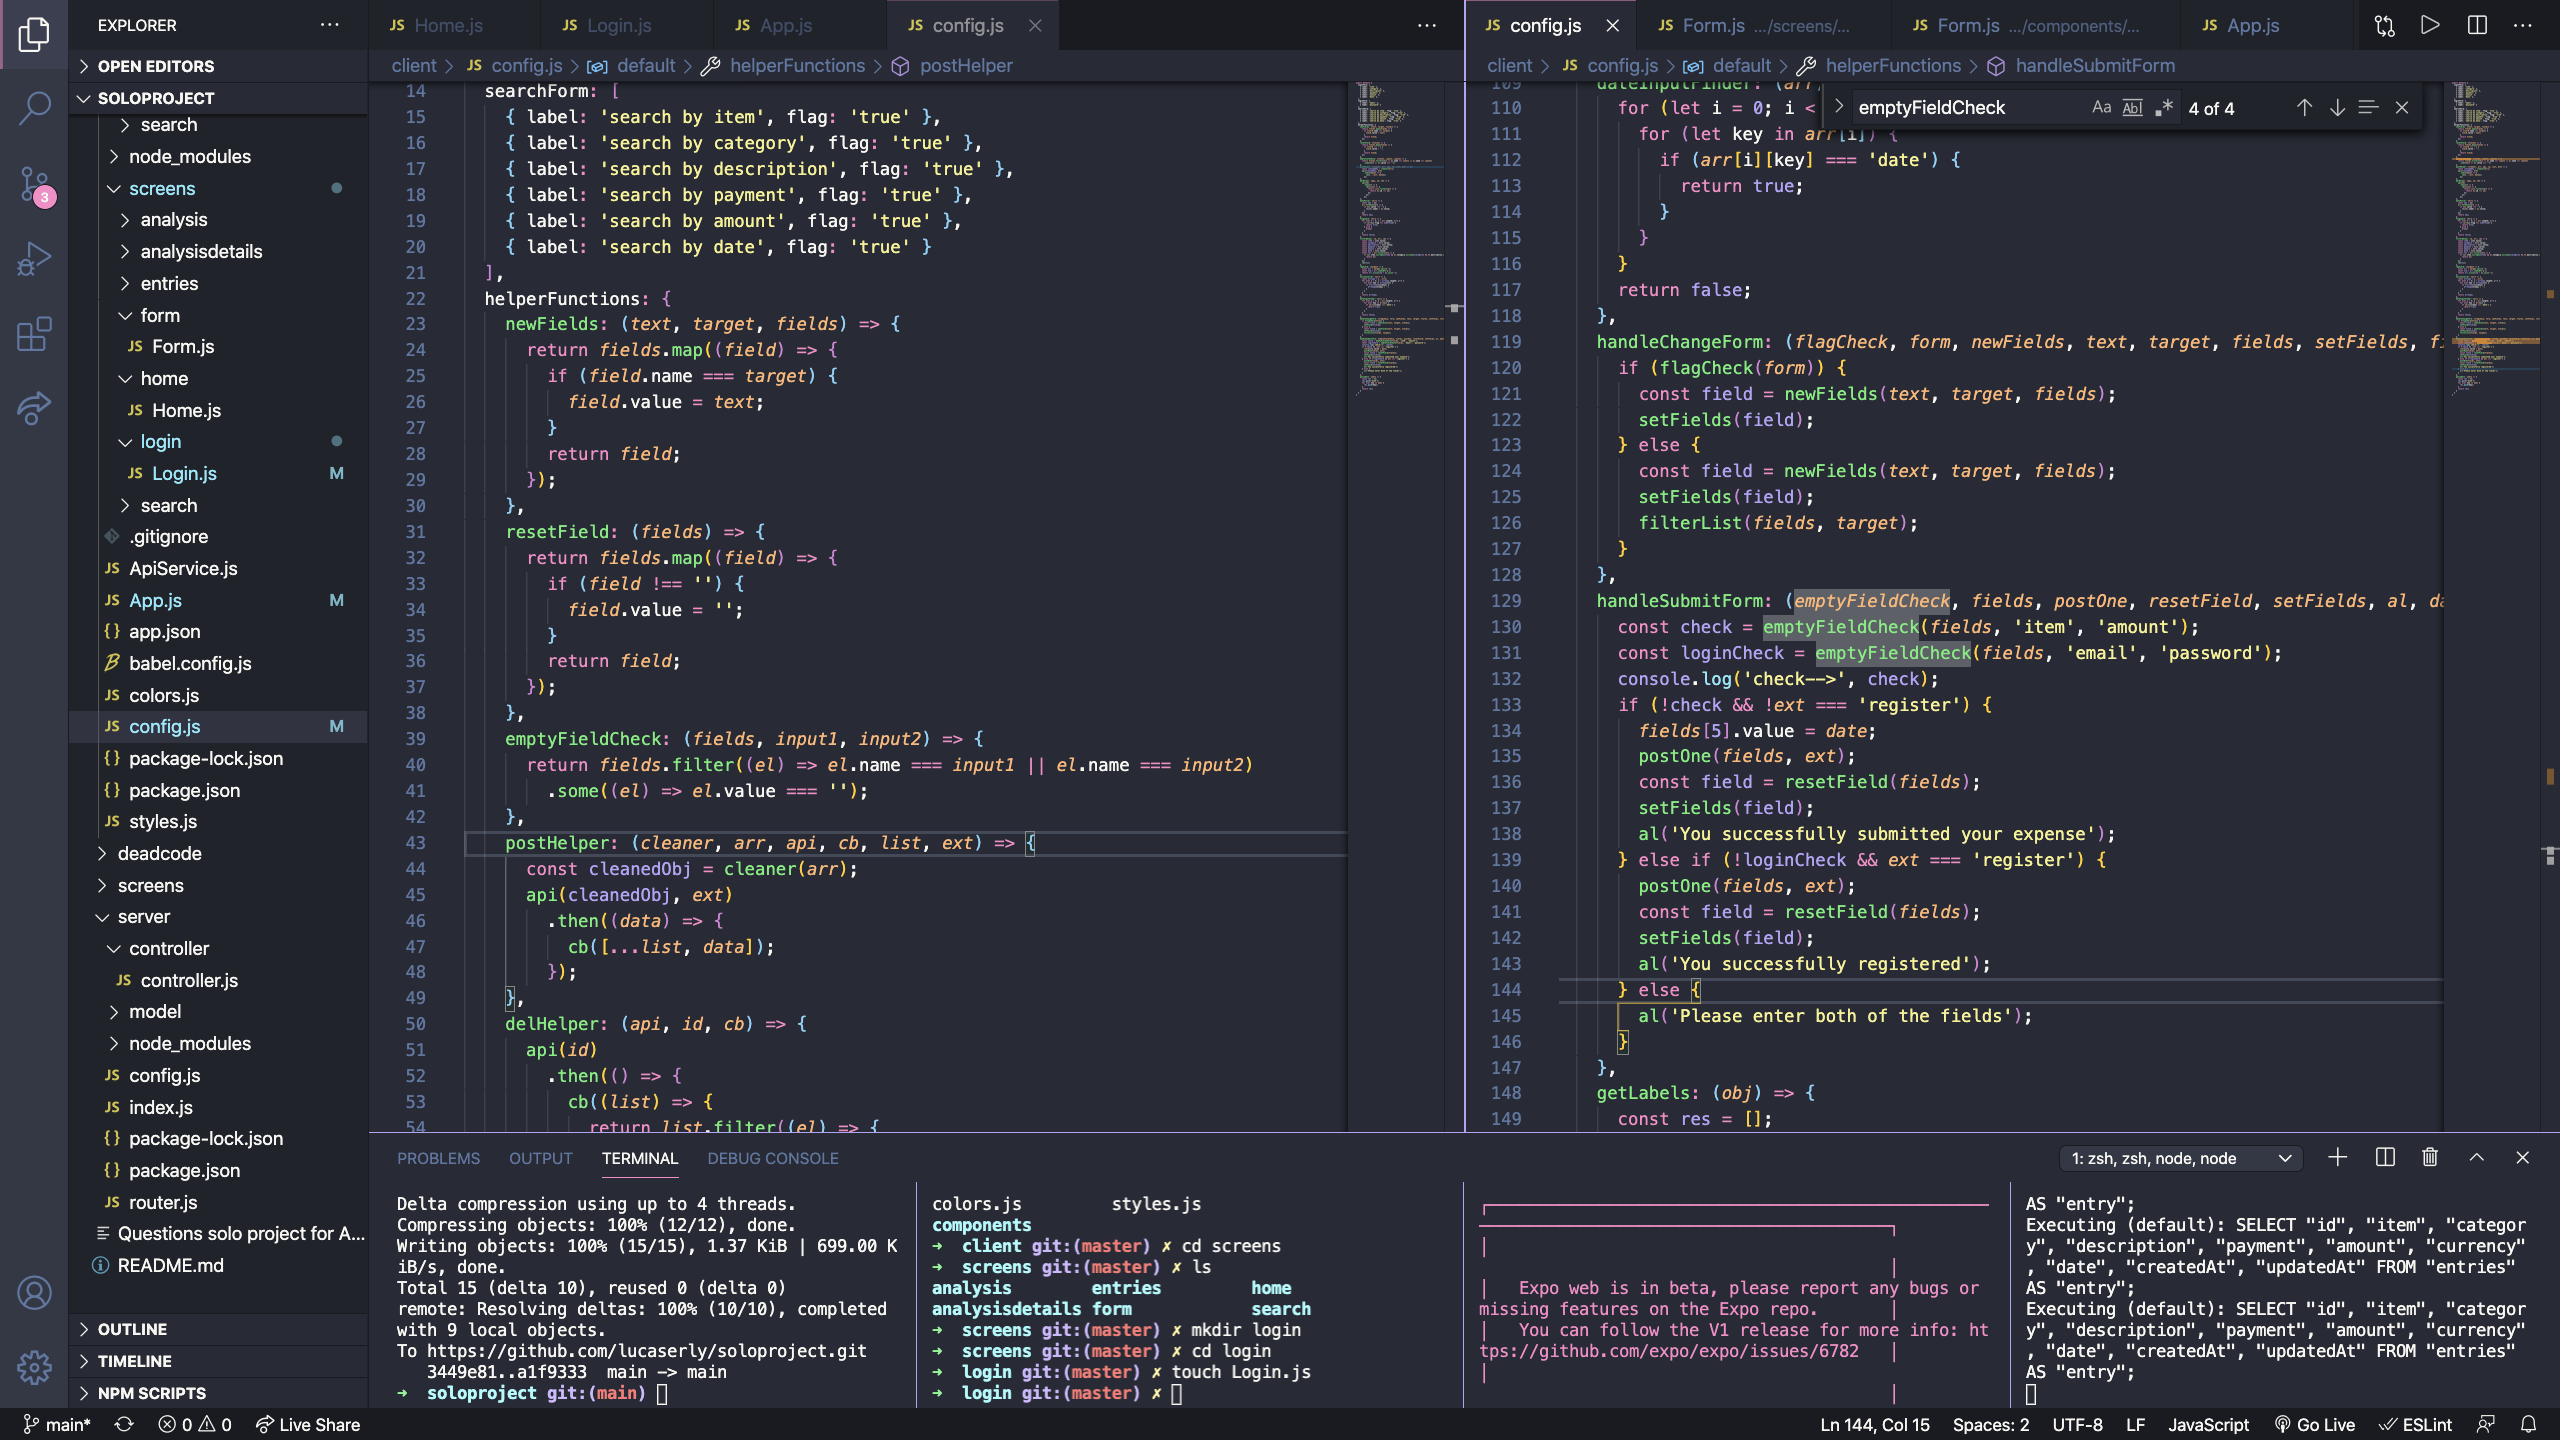 EXPLORER
OPEN EDITORS
SOLOPROJECT
search
node_modules
screens
analysis
analysisdetails
entries
form
JS Form.js
home
JS Home.js
login
JS Login.js M
search
.gitignore
JS ApiService.js
JS App.js M
{} app.json
babel.config.js
JS colors.js
JS config.js M
{} package-lock.json
{} package.json
JS styles.js
deadcode
screens
server
controller
JS controller.js
model
node_modules
JS config.js
JS index.js
{} package-lock.json
{} package.json
JS router.js
Questions solo project for A...
README.md
OUTLINE
TIMELINE
NPM SCRIPTS
3
JS Home.js JS Login.js JS App.js JS config.js
client > JS config.js > default > helperFunctions > postHelper
14 searchForm: [
15 { label: 'search by item', flag: 'true' },
16 { label: 'search by category', flag: 'true' },
17 { label: 'search by description', flag: 'true' },
18 { label: 'search by payment', flag: 'true' },
19 { label: 'search by amount', flag: 'true' },
20 { label: 'search by date', flag: 'true' }
21 ],
22 helperFunctions: {
23 newFields: (text, target, fields) => {
24 return fields.map((field) => {
25 if (field.name === target) {
26 field.value = text;
27 }
28 return field;
29 });
30 },
31 resetField: (fields) => {
32 return fields.map((field) => {
33 if (field !== '') {
34 field.value = '';
35 }
36 return field;
37 });
38 },
39 emptyFieldCheck: (fields, input1, input2) => {
40 return fields.filter((el) => el.name === input1 || el.name === input2)
41 .some((el) => el.value === '');
42 },
43 postHelper: (cleaner, arr, api, cb, list, ext) => {
44 const cleanedObj = cleaner(arr);
45 api(cleanedObj, ext)
46 .then((data) => {
47 cb([...list, data]);
48 });
49 },
50 delHelper: (api, id, cb) => {
51 api(id)
52 .then(() => {
53 cb((list) => {
54 return list.filter((el) => {
JS config.js JS Form.js .../screens/... JS Form.js .../components/... JS App.js
client > JS config.js > default > helperFunctions > handleSubmitForm
emptyFieldCheck Aa Abl .* 4 of 4
109 dateInputFinder: (arr
110 for (let i = 0; i <
111 for (let key in arr[i]) {
112 if (arr[i][key] === 'date') {
113 return true;
114 }
115 }
116 }
117 return false;
118 },
119 handleChangeForm: (flagCheck, form, newFields, text, target, fields, setFields, fi
120 if (flagCheck(form)) {
121 const field = newFields(text, target, fields);
122 setFields(field);
123 } else {
124 const field = newFields(text, target, fields);
125 setFields(field);
126 filterList(fields, target);
127 }
128 },
129 handleSubmitForm: (emptyFieldCheck, fields, postOne, resetField, setFields, al, da
130 const check = emptyFieldCheck(fields, 'item', 'amount');
131 const loginCheck = emptyFieldCheck(fields, 'email', 'password');
132 console.log('check-->', check);
133 if (!check && !ext === 'register') {
134 fields[5].value = date;
135 postOne(fields, ext);
136 const field = resetField(fields);
137 setFields(field);
138 al('You successfully submitted your expense');
139 } else if (!loginCheck && ext === 'register') {
140 postOne(fields, ext);
141 const field = resetField(fields);
142 setFields(field);
143 al('You successfully registered');
144 } else {
145 al('Please enter both of the fields');
146 }
147 },
148 getLabels: (obj) => {
149 const res = [];
PROBLEMS OUTPUT TERMINAL DEBUG CONSOLE
1: zsh, zsh, node, node
Delta compression using up to 4 threads.
Compressing objects: 100% (12/12), done.
Writing objects: 100% (15/15), 1.37 KiB | 699.00 K
iB/s, done.
Total 15 (delta 10), reused 0 (delta 0)
remote: Resolving deltas: 100% (10/10), completed
with 9 local objects.
To https://github.com/lucaserly/soloproject.git
3449e81..a1f9333 main -> main
➜ soloproject git:(main)
colors.js styles.js
components
➜ client git:(master) ✗ cd screens
➜ screens git:(master) ✗ ls
analysis entries home
analysisdetails form search
➜ screens git:(master) ✗ mkdir login
➜ screens git:(master) ✗ cd login
➜ login git:(master) ✗ touch Login.js
➜ login git:(master) ✗
Expo web is in beta, please report any bugs or
missing features on the Expo repo.
You can follow the V1 release for more info: ht
tps://github.com/expo/expo/issues/6782
AS "entry";
Executing (default): SELECT "id", "item", "categor
y", "description", "payment", "amount", "currency"
, "date", "createdAt", "updatedAt" FROM "entries"
AS "entry";
Executing (default): SELECT "id", "item", "categor
y", "description", "payment", "amount", "currency"
, "date", "createdAt", "updatedAt" FROM "entries"
AS "entry";
main* 0 0 Live Share
Ln 144, Col 15 Spaces: 2 UTF-8 LF JavaScript Go Live ESLint